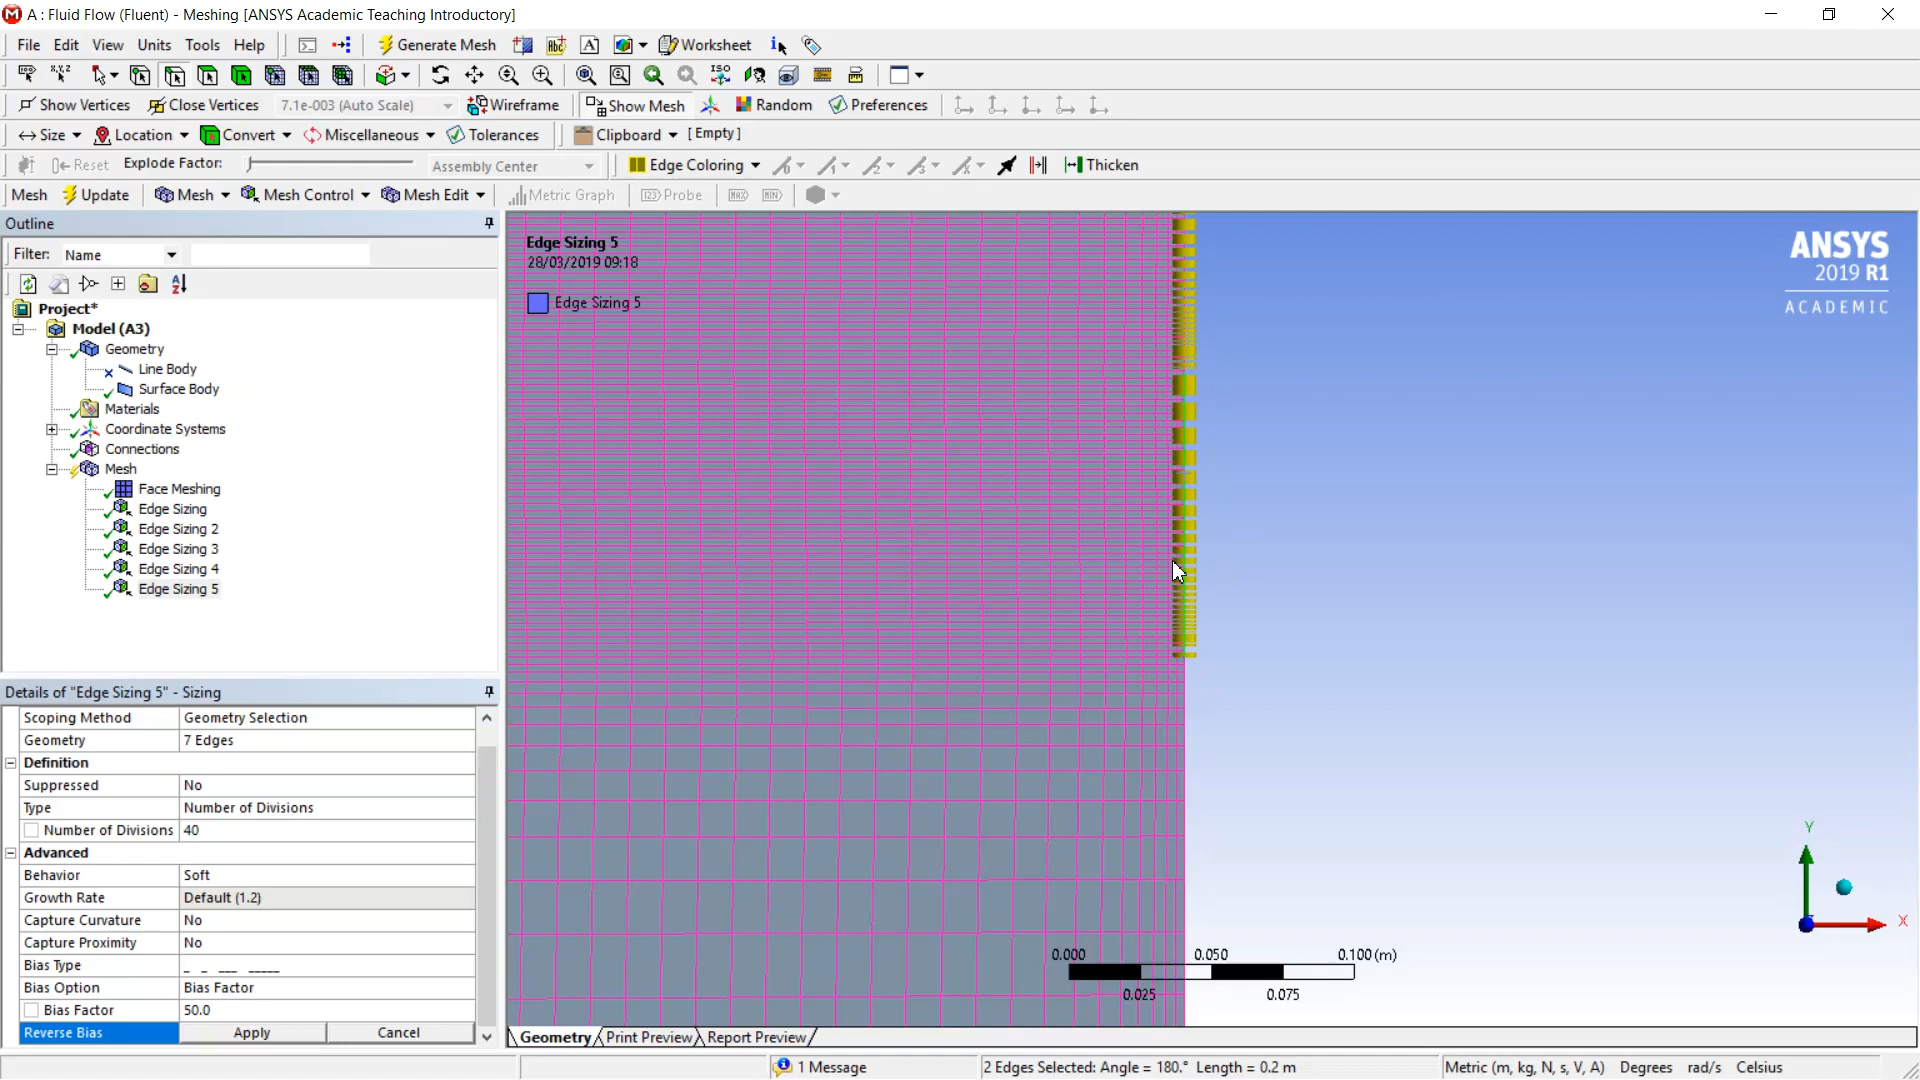 A : Fluid Flow (Fluent) - Meshing [ANSYS Academic Teaching Introductory]
File Edit View Units Tools Help Generate Mesh Worksheet
Show Vertices Close Vertices 7.1e-003 (Auto Scale) Wireframe Show Mesh Random Preferences
Size Location Convert Miscellaneous Tolerances Clipboard [ Empty ]
Reset Explode Factor: Assembly Center Edge Coloring Thicken
Mesh Update Mesh Mesh Control Mesh Edit Metric Graph Probe MAX MIN
Outline
Filter: Name
Project*
Model (A3)
Geometry
Line Body
Surface Body
Materials
Coordinate Systems
Connections
Mesh
Face Meshing
Edge Sizing
Edge Sizing 2
Edge Sizing 3
Edge Sizing 4
Edge Sizing 5
Details of "Edge Sizing 5" - Sizing
Scoping Method Geometry Selection
Geometry 7 Edges
Definition
Suppressed No
Type Number of Divisions
Number of Divisions 40
Advanced
Behavior Soft
Growth Rate Default (1.2)
Capture Curvature No
Capture Proximity No
Bias Type _ _ ___ _____
Bias Option Bias Factor
Bias Factor 50.0
Reverse Bias Apply Cancel
Edge Sizing 5
28/03/2019 09:18
Edge Sizing 5
ANSYS
2019 R1
ACADEMIC
Y
X
0.000 0.050 0.100 (m)
0.025 0.075
Geometry Print Preview Report Preview
1 Message 2 Edges Selected: Angle = 180.° Length = 0.2 m Metric (m, kg, N, s, V, A) Degrees rad/s Celsius